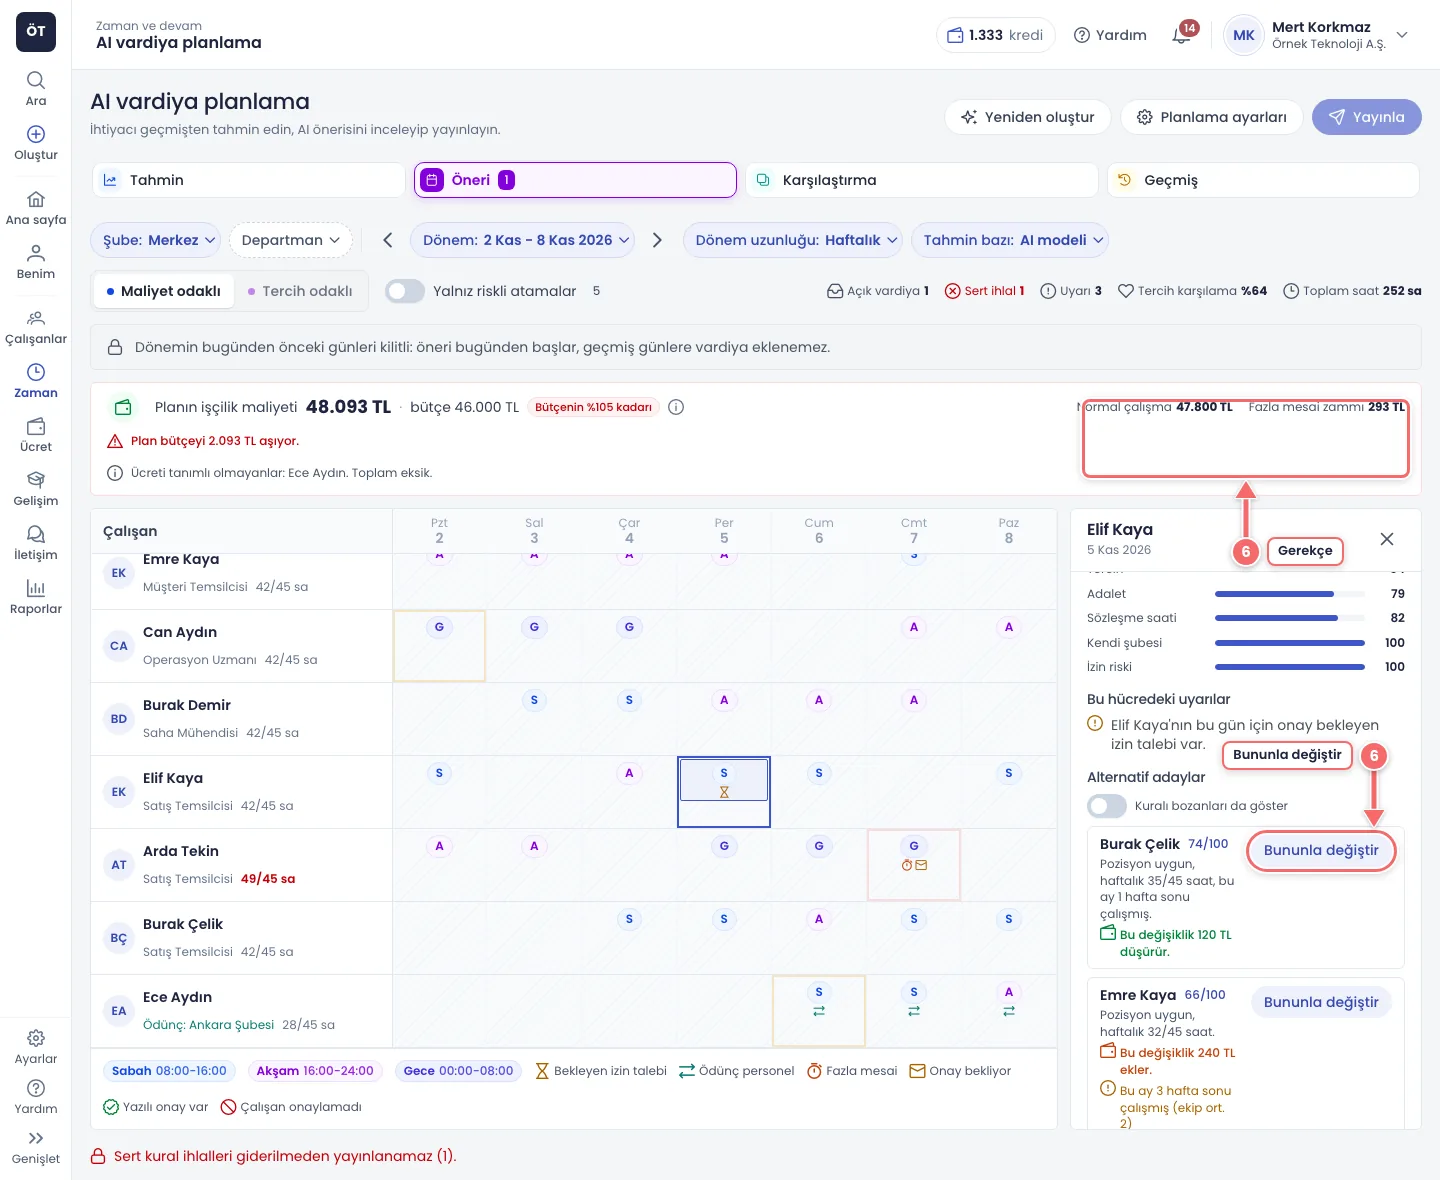 ÖT
Ara
Oluştur
Ana sayfa
Benim
Çalışanlar
Zaman
Ücret
Gelişim
İletişim
Raporlar
Ayarlar
Yardım
Genişlet
Zaman ve devam
AI vardiya planlama
1.333 kredi
Yardım
14
MK
Mert Korkmaz
Örnek Teknoloji A.Ş.
AI vardiya planlama
İhtiyacı geçmişten tahmin edin, AI önerisini inceleyip yayınlayın.
Yeniden oluştur
Planlama ayarları
Yayınla
Tahmin
Öneri 1
Karşılaştırma
Geçmiş
Şube: Merkez
Departman
Dönem: 2 Kas - 8 Kas 2026
Dönem uzunluğu: Haftalık
Tahmin bazı: AI modeli
Maliyet odaklı
Tercih odaklı
Yalnız riskli atamalar 5
Açık vardiya 1
Sert ihlal 1
Uyarı 3
Tercih karşılama %64
Toplam saat 252 sa
Dönemin bugünden önceki günleri kilitli: öneri bugünden başlar, geçmiş günlere vardiya eklenemez.
Planın işçilik maliyeti 48.093 TL · bütçe 46.000 TL Bütçenin %105 kadarı
Normal çalışma 47.800 TL Fazla mesai zammı 293 TL
Plan bütçeyi 2.093 TL aşıyor.
Ücreti tanımlı olmayanlar: Ece Aydın. Toplam eksik.
Çalışan
Pzt 2
Sal 3
Çar 4
Per 5
Cum 6
Cmt 7
Paz 8
EK Emre Kaya A A A A S
Müşteri Temsilcisi 42/45 sa
CA Can Aydın G G G A A
Operasyon Uzmanı 42/45 sa
BD Burak Demir S S A A A
Saha Mühendisi 42/45 sa
EK Elif Kaya S A S S S
Satış Temsilcisi 42/45 sa
AT Arda Tekin A A G G G
Satış Temsilcisi 49/45 sa
BÇ Burak Çelik S S A S S
Satış Temsilcisi 42/45 sa
EA Ece Aydın S S A
Ödünç: Ankara Şubesi 28/45 sa
Sabah 08:00-16:00
Akşam 16:00-24:00
Gece 00:00-08:00
Bekleyen izin talebi
Ödünç personel
Fazla mesai
Onay bekliyor
Yazılı onay var
Çalışan onaylamadı
Sert kural ihlalleri giderilmeden yayınlanamaz (1).
Elif Kaya
5 Kas 2026
6 Gerekçe
Adalet 79
Sözleşme saati 82
Kendi şubesi 100
İzin riski 100
Bu hücredeki uyarılar
Elif Kaya'nın bu gün için onay bekleyen
izin talebi var.
Bununla değiştir 6
Alternatif adaylar
Kuralı bozanları da göster
Burak Çelik 74/100
Bununla değiştir
Pozisyon uygun,
haftalık 35/45 saat, bu
ay 1 hafta sonu
çalışmış.
Bu değişiklik 120 TL
düşürür.
Emre Kaya 66/100
Bununla değiştir
Pozisyon uygun,
haftalık 32/45 saat.
Bu değişiklik 240 TL
ekler.
Bu ay 3 hafta sonu
çalışmış (ekip ort.
2)